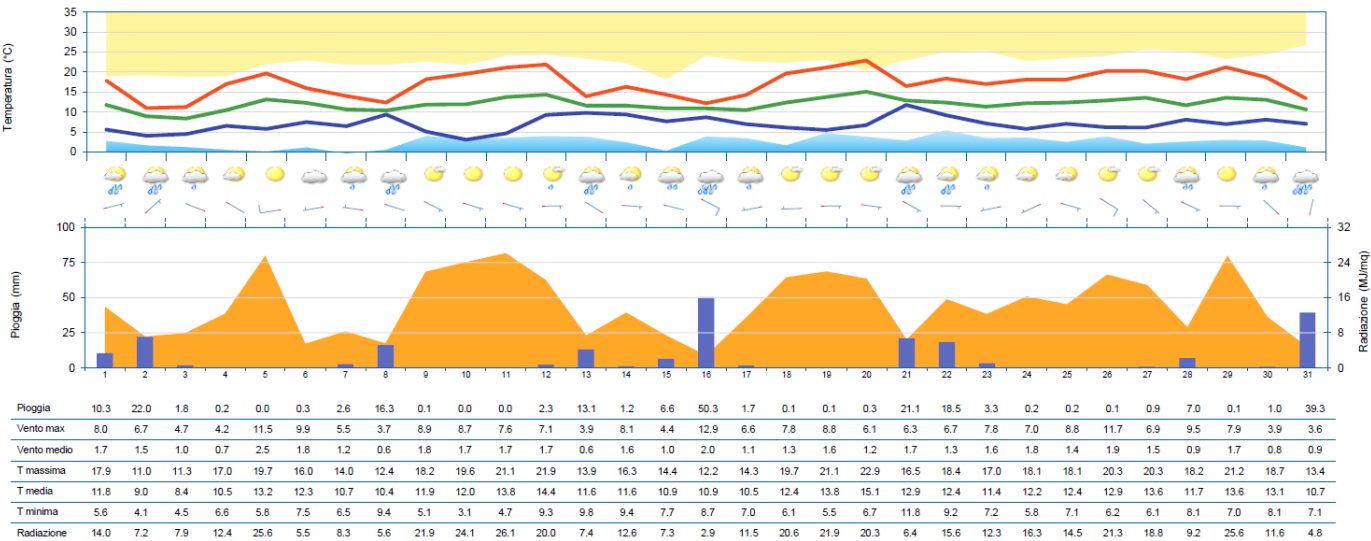 Temperatura (°C)
35
30
25
20
15
10
5
0
Pioggia (mm)
100
75
50
25
0
Radiazione (MJ/mq)
32
24
16
8
0
1 2 3 4 5 6 7 8 9 10 11 12 13 14 15 16 17 18 19 20 21 22 23 24 25 26 27 28 29 30 31
Pioggia 10.3 22.0 1.8 0.2 0.0 0.3 2.6 16.3 0.1 0.0 0.0 2.3 13.1 1.2 6.6 50.3 1.7 0.1 0.1 0.3 21.1 18.5 3.3 0.2 0.2 0.1 0.9 7.0 0.1 1.0 39.3
Vento max 8.0 6.7 4.7 4.2 11.5 9.9 5.5 3.7 8.9 8.7 7.6 7.1 3.9 8.1 4.4 12.9 6.6 7.8 8.8 6.1 6.3 6.7 7.8 7.0 8.8 11.7 6.9 9.5 7.9 3.9 3.6
Vento medio 1.7 1.5 1.0 0.7 2.5 1.8 1.2 0.6 1.8 1.7 1.7 1.7 0.6 1.6 1.0 2.0 1.1 1.3 1.6 1.2 1.7 1.3 1.6 1.8 1.4 1.9 1.5 0.9 1.7 0.8 0.9
T massima 17.9 11.0 11.3 17.0 19.7 16.0 14.0 12.4 18.2 19.6 21.1 21.9 13.9 16.3 14.4 12.2 14.3 19.7 21.1 22.9 16.5 18.4 17.0 18.1 18.1 20.3 20.3 18.2 21.2 18.7 13.4
T media 11.8 9.0 8.4 10.5 13.2 12.3 10.7 10.4 11.9 12.0 13.8 14.4 11.6 11.6 10.9 10.9 10.5 12.4 13.8 15.1 12.9 12.4 11.4 12.2 12.4 12.9 13.6 11.7 13.6 13.1 10.7
T minima 5.6 4.1 4.5 6.6 5.8 7.5 6.5 9.4 5.1 3.1 4.7 9.3 9.8 9.4 7.7 8.7 7.0 6.1 5.5 6.7 11.8 9.2 7.2 5.8 7.1 6.2 6.1 8.1 7.0 8.1 7.1
Radiazione 14.0 7.2 7.9 12.4 25.6 5.5 8.3 5.6 21.9 24.1 26.1 20.0 7.4 12.6 7.3 2.9 11.5 20.6 21.9 20.3 6.4 15.6 12.3 16.3 14.5 21.3 18.8 9.2 25.6 11.6 4.8